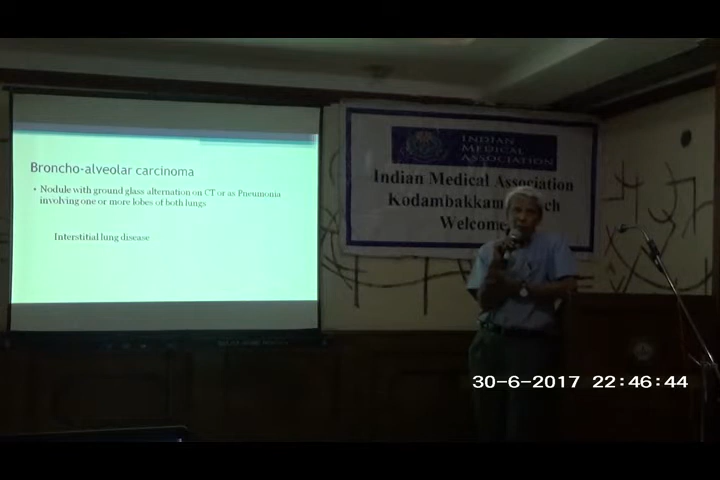 Broncho-alveolar carcinoma
• Nodule with ground glass alternation on CT or as Pneumonia
involving one or more lobes of both lungs
Interstitial lung disease
INDIAN
MEDICAL
ASSOCIATION
Indian Medical Association
Kodambakkam
Welcome
30-6-2017 22:46:44